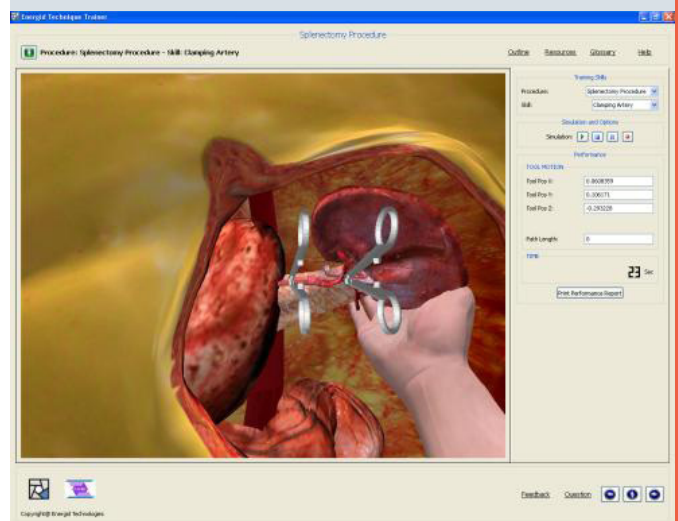 Energid Technique Trainer
Splenectomy Procedure
Procedure: Splenectomy Procedure - Skill: Clamping Artery
Outline Resources Glossary Help
Training Skills
Procedure: Splenectomy Procedure
Skill: Clamping Artery
Simulation and Options
Simulation:
Performance
TOOL MOTION
Tool Pos X: 0.0608359
Tool Pos Y: 0.106171
Tool Pos Z: -0.293228
Path Length: 0
TIME
23 Sec
Print Performance Report
Feedback Question
Copyright@ Energid Technologies